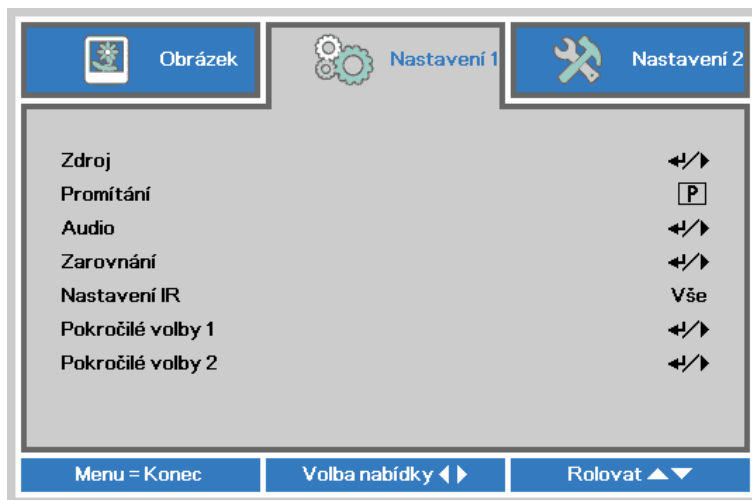 Obrázek
Nastavení 1
Nastavení 2
Zdroj
Promítání P
Audio
Zarovnání
Nastavení IR Vše
Pokročilé volby 1
Pokročilé volby 2
Menu = Konec
Volba nabídky
Rolovat